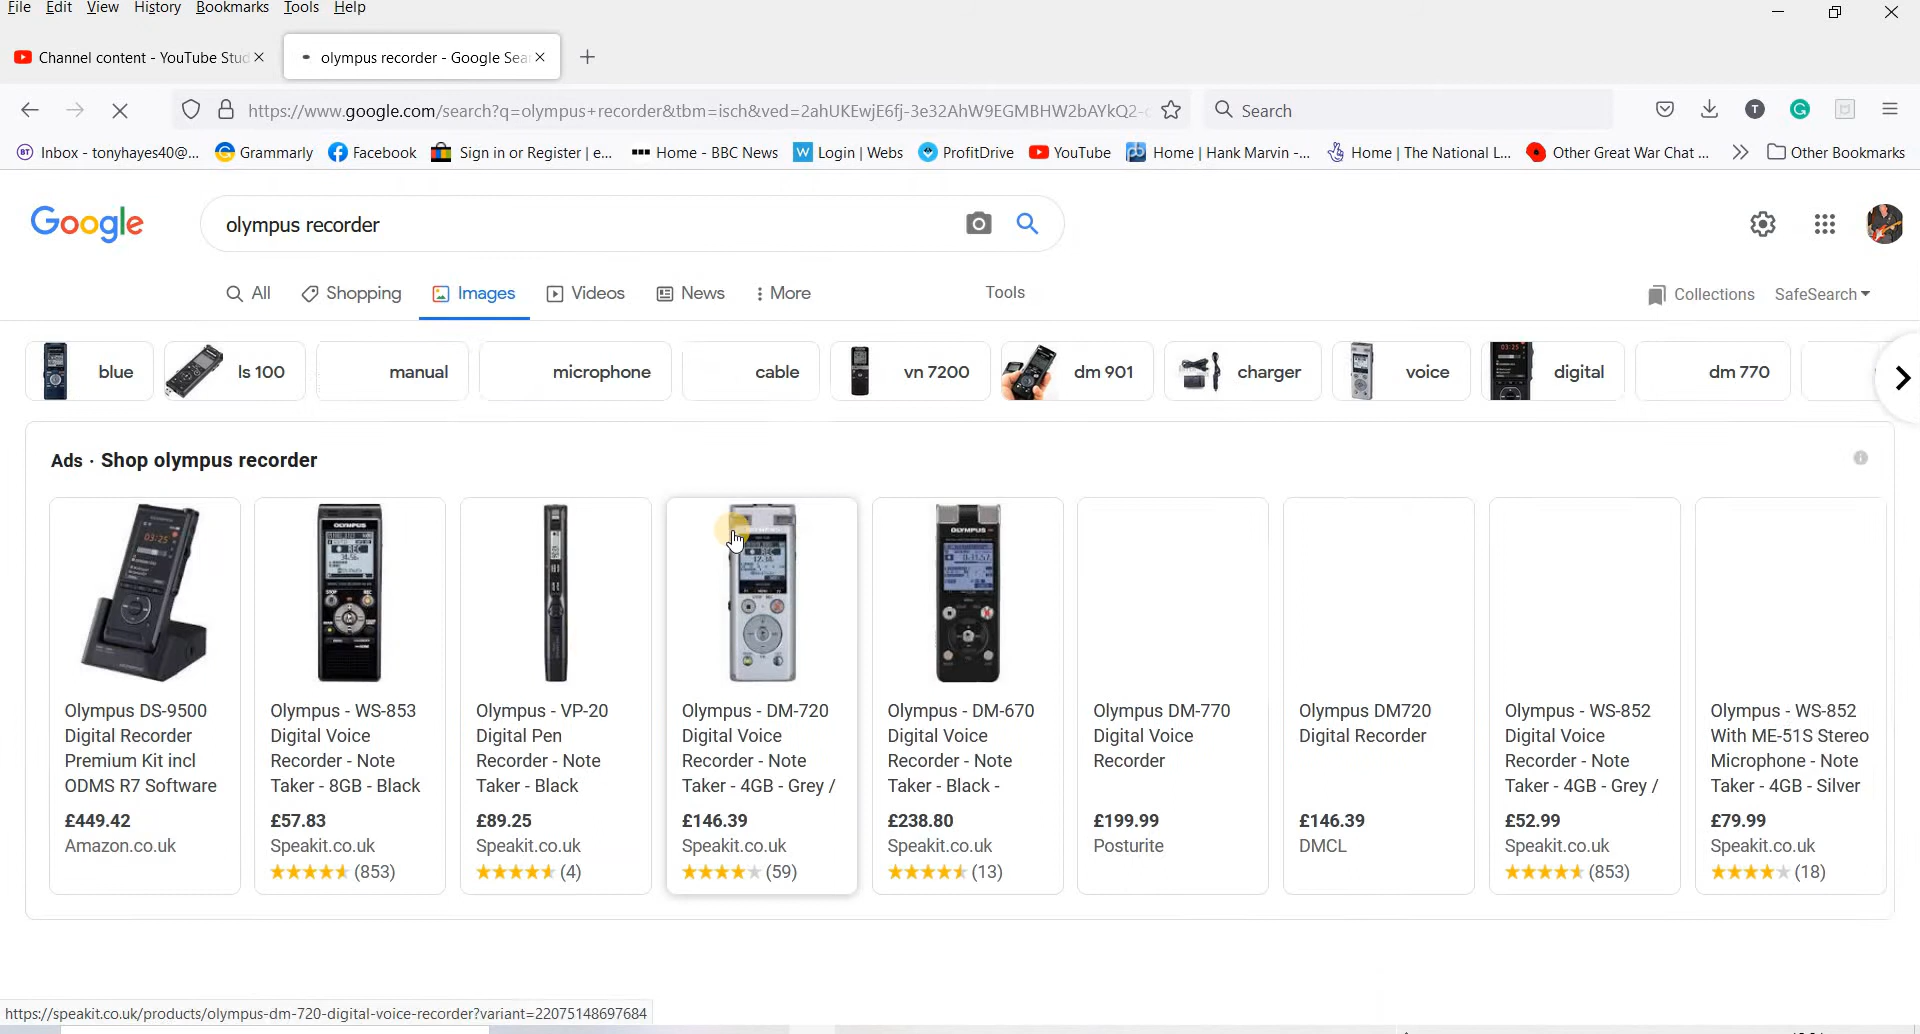 File Edit View History Bookmarks Tools Help
Channel content - YouTube Stud
olympus recorder - Google Sea
https://www.google.com/search?q=olympus+recorder&tbm=isch&ved=2ahUKEwjE6fj-3e32AhW9EGMBHW2bAYkQ2-c
Search
Inbox - tonyhayes40@... Grammarly Facebook Sign in or Register | e... Home - BBC News Login | Webs ProfitDrive YouTube Home | Hank Marvin -... Home | The National L... Other Great War Chat ... Other Bookmarks
Google
olympus recorder
All Shopping Images Videos News More Tools
Collections SafeSearch
blue ls 100 manual microphone cable vn 7200 dm 901 charger voice digital dm 770
Ads · Shop olympus recorder
Olympus DS-9500
Digital Recorder
Premium Kit incl
ODMS R7 Software
£449.42
Amazon.co.uk
OLYMPUS
Olympus - WS-853
Digital Voice
Recorder - Note
Taker - 8GB - Black
£57.83
Speakit.co.uk
(853)
Olympus - VP-20
Digital Pen
Recorder - Note
Taker - Black
£89.25
Speakit.co.uk
(4)
Olympus - DM-720
Digital Voice
Recorder - Note
Taker - 4GB - Grey /
£146.39
Speakit.co.uk
(59)
OLYMPUS
Olympus - DM-670
Digital Voice
Recorder - Note
Taker - Black -
£238.80
Speakit.co.uk
(13)
Olympus DM-770
Digital Voice
Recorder
£199.99
Posturite
Olympus DM720
Digital Recorder
£146.39
DMCL
Olympus - WS-852
Digital Voice
Recorder - Note
Taker - 4GB - Grey /
£52.99
Speakit.co.uk
(853)
Olympus - WS-852
With ME-51S Stereo
Microphone - Note
Taker - 4GB - Silver
£79.99
Speakit.co.uk
(18)
https://speakit.co.uk/products/olympus-dm-720-digital-voice-recorder?variant=22075148697684